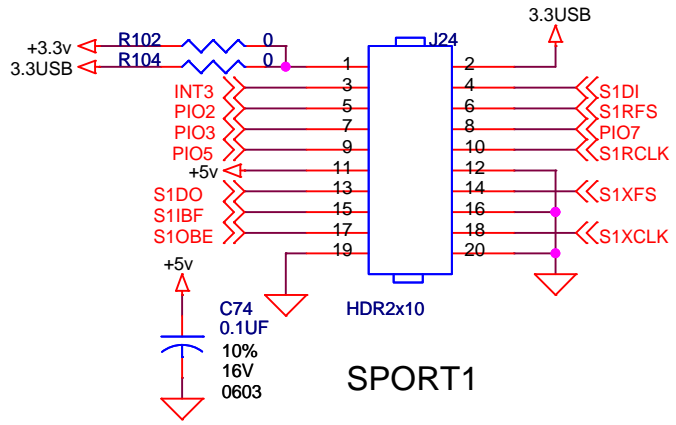 3.3USB
R102 0 J24
+3.3v
R104 0
3.3USB
1 2
INT3 3 4 S1DI
PIO2 5 6 S1RFS
PIO3 7 8 PIO7
PIO5 9 10 S1RCLK
+5v 11 12
S1DO 13 14 S1XFS
S1IBF 15 16
S1OBE 17 18 S1XCLK
19 20
+5v
C74 HDR2x10
0.1UF
10%
16V
0603
SPORT1